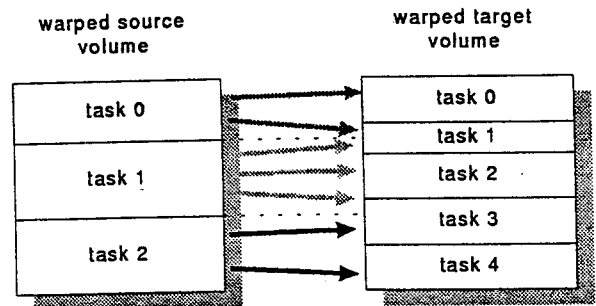 warped source
volume
warped target
volume
task 0
task 1
task 2
task 0
task 1
task 2
task 3
task 4